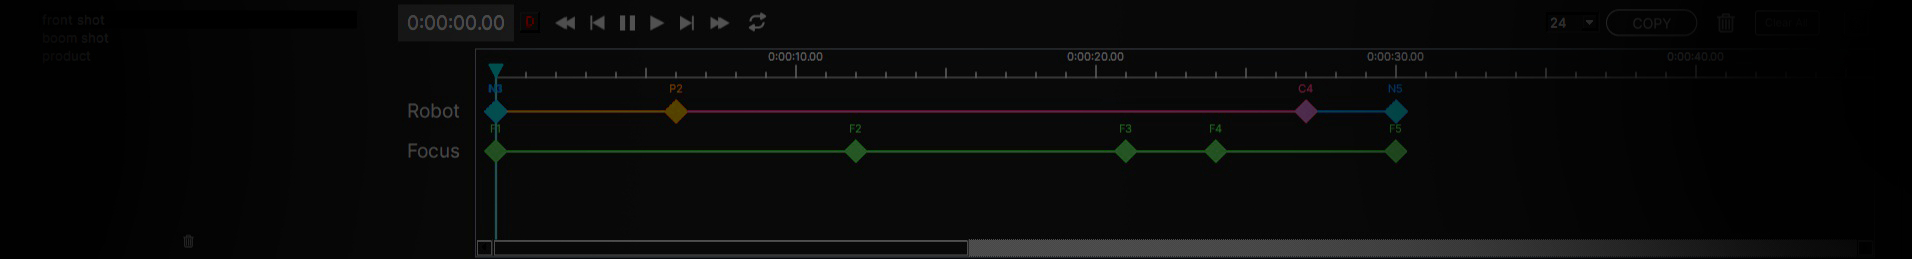 front shot
boom shot
product
0:00:00.00 D 24 COPY
0:00:10.00 0:00:20.00 0:00:30.00 0:00:40.00
P2 C4 N5
Robot
F1 F2 F3 F4 F5
Focus